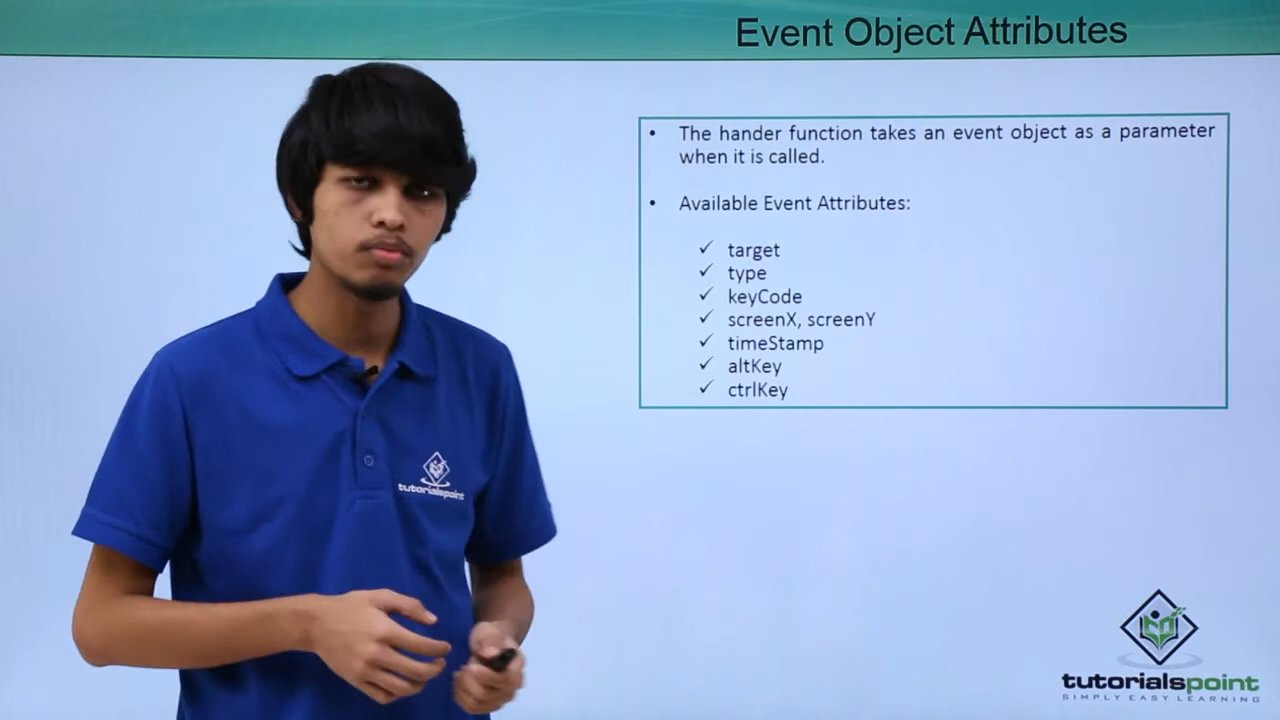 Event Object Attributes
• The hander function takes an event object as a parameter
when it is called.
• Available Event Attributes:
✓ target
✓ type
✓ keyCode
✓ screenX, screenY
✓ timeStamp
✓ altKey
✓ ctrlKey
tutorialspoint
tutorialspoint
SIMPLY EASY LEARNING